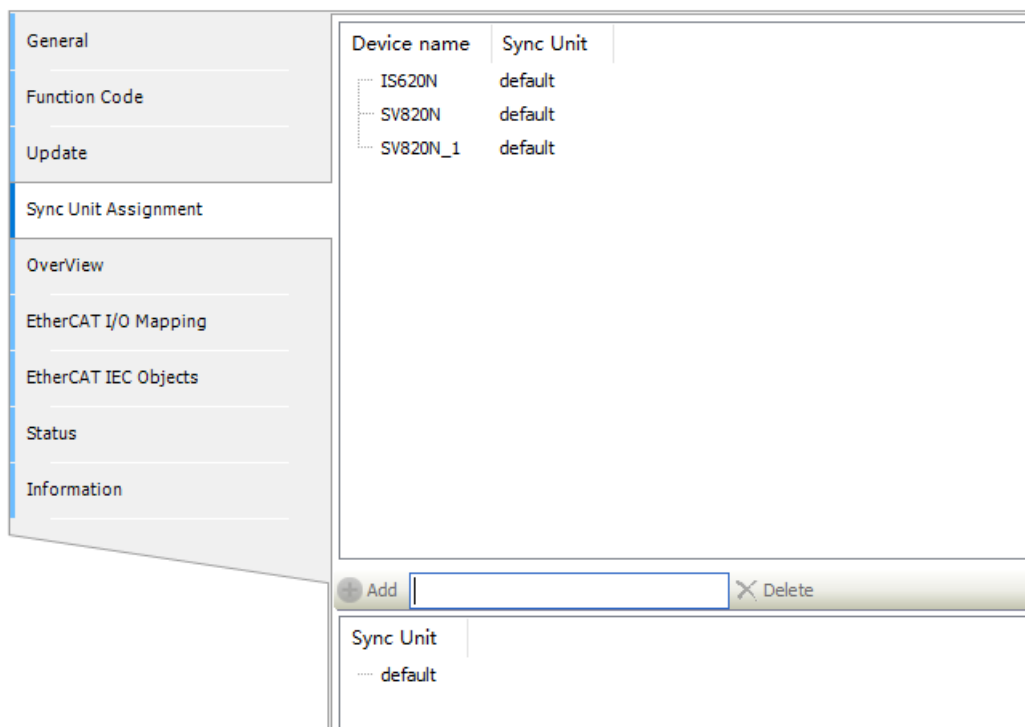 General
Function Code
Update
Sync Unit Assignment
OverView
EtherCAT I/O Mapping
EtherCAT IEC Objects
Status
Information
Device name Sync Unit
IS620N default
SV820N default
SV820N_1 default
Add Delete
Sync Unit
default